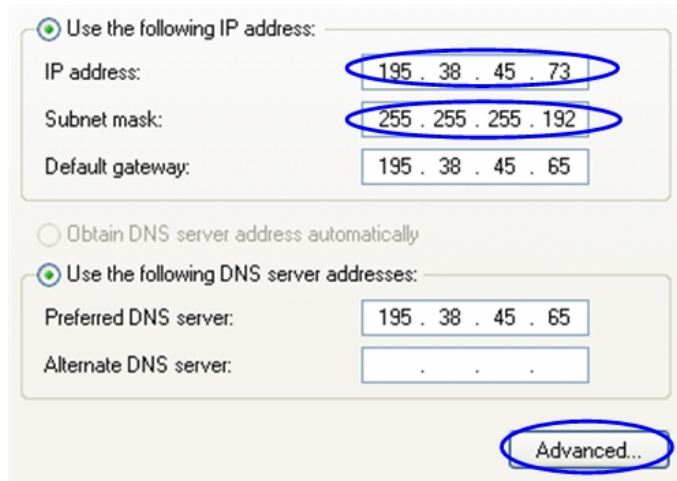 Use the following IP address:
IP address: 195 . 38 . 45 . 73
Subnet mask: 255 . 255 . 255 . 192
Default gateway: 195 . 38 . 45 . 65
Obtain DNS server address automatically
Use the following DNS server addresses:
Preferred DNS server: 195 . 38 . 45 . 65
Alternate DNS server: . . .
Advanced...